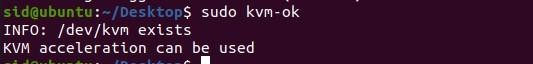 sid@ubuntu:~/Desktop$ sudo kvm-ok
INFO: /dev/kvm exists
KVM acceleration can be used
sid@ubuntu:~/Desktop$